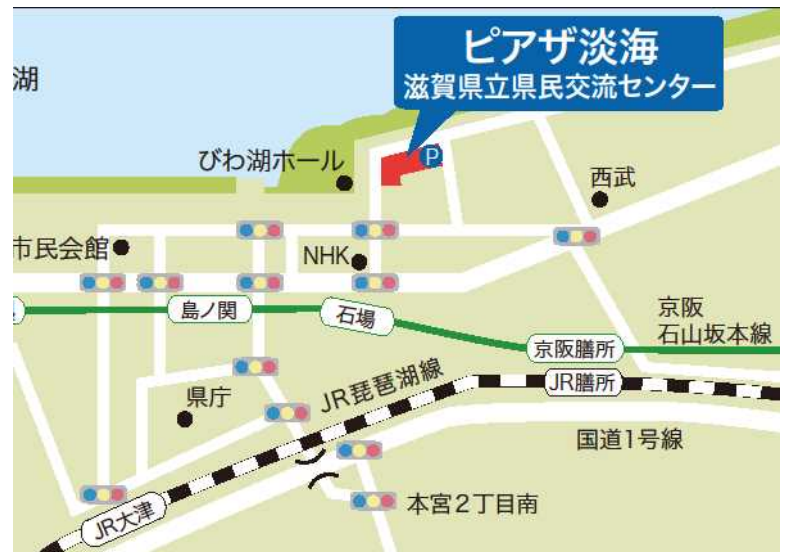 ピアザ淡海
滋賀県立県民交流センター
湖
P
びわ湖ホール
西武
市民会館
NHK
島ノ関
石場
京阪
石山坂本線
京阪膳所
JR琵琶湖線
JR膳所
県庁
国道1号線
本宮2丁目南
JR大津